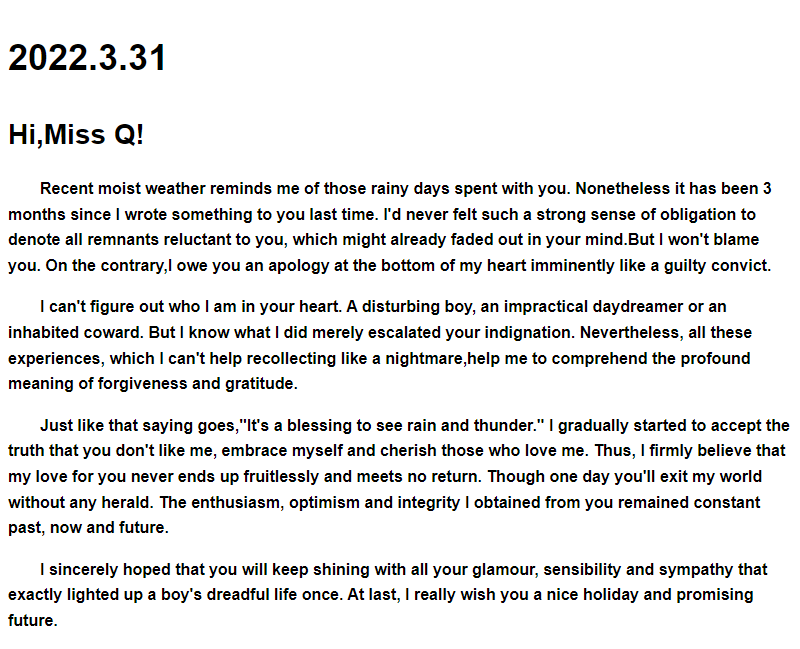 2022.3.31
Hi,Miss Q!
Recent moist weather reminds me of those rainy days spent with you. Nonetheless it has been 3
months since I wrote something to you last time. I'd never felt such a strong sense of obligation to
denote all remnants reluctant to you, which might already faded out in your mind.But I won't blame
you. On the contrary,I owe you an apology at the bottom of my heart imminently like a guilty convict.
I can't figure out who I am in your heart. A disturbing boy, an impractical daydreamer or an
inhabited coward. But I know what I did merely escalated your indignation. Nevertheless, all these
experiences, which I can't help recollecting like a nightmare,help me to comprehend the profound
meaning of forgiveness and gratitude.
Just like that saying goes,"It's a blessing to see rain and thunder." I gradually started to accept the
truth that you don't like me, embrace myself and cherish those who love me. Thus, I firmly believe that
my love for you never ends up fruitlessly and meets no return. Though one day you'll exit my world
without any herald. The enthusiasm, optimism and integrity I obtained from you remained constant
past, now and future.
I sincerely hoped that you will keep shining with all your glamour, sensibility and sympathy that
exactly lighted up a boy's dreadful life once. At last, I really wish you a nice holiday and promising
future.